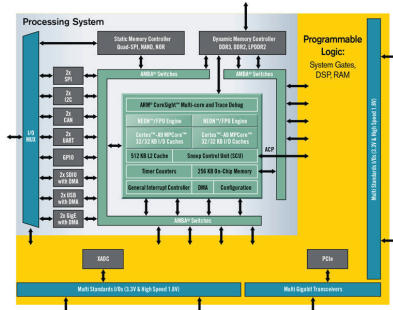 Processing System
Static Memory Controller
Quad-SPI, NAND, NOR
Dynamic Memory Controller
DDR3, DDR2, LPDDR2
Programmable
Logic:
System Gates,
DSP, RAM
AMBA® Switches
AMBA® Switches
I/O
MUX
2x
SPI
2x
I2C
2x
CAN
2x
UART
GPIO
2x SDIO
with DMA
2x USB
with DMA
2x GigE
with DMA
ARM® CoreSight™ Multi-core and Trace Debug
NEON™/FPU Engine
NEON™/FPU Engine
Cortex™-A9 MPCore™
32/32 KB I/D Caches
Cortex™-A9 MPCore™
32/32 KB I/D Caches
512 KB L2 Cache
Snoop Control Unit (SCU)
Timer Counters
256 KB On-Chip Memory
General Interrupt Controller
DMA
Configuration
ACP
AMBA® Switches
Multi Standards I/Os (3.3V & High Speed 1.8V)
XADC
PCIe
Multi Standards I/Os (3.3V & High Speed 1.8V)
Multi Gigabit Transceivers